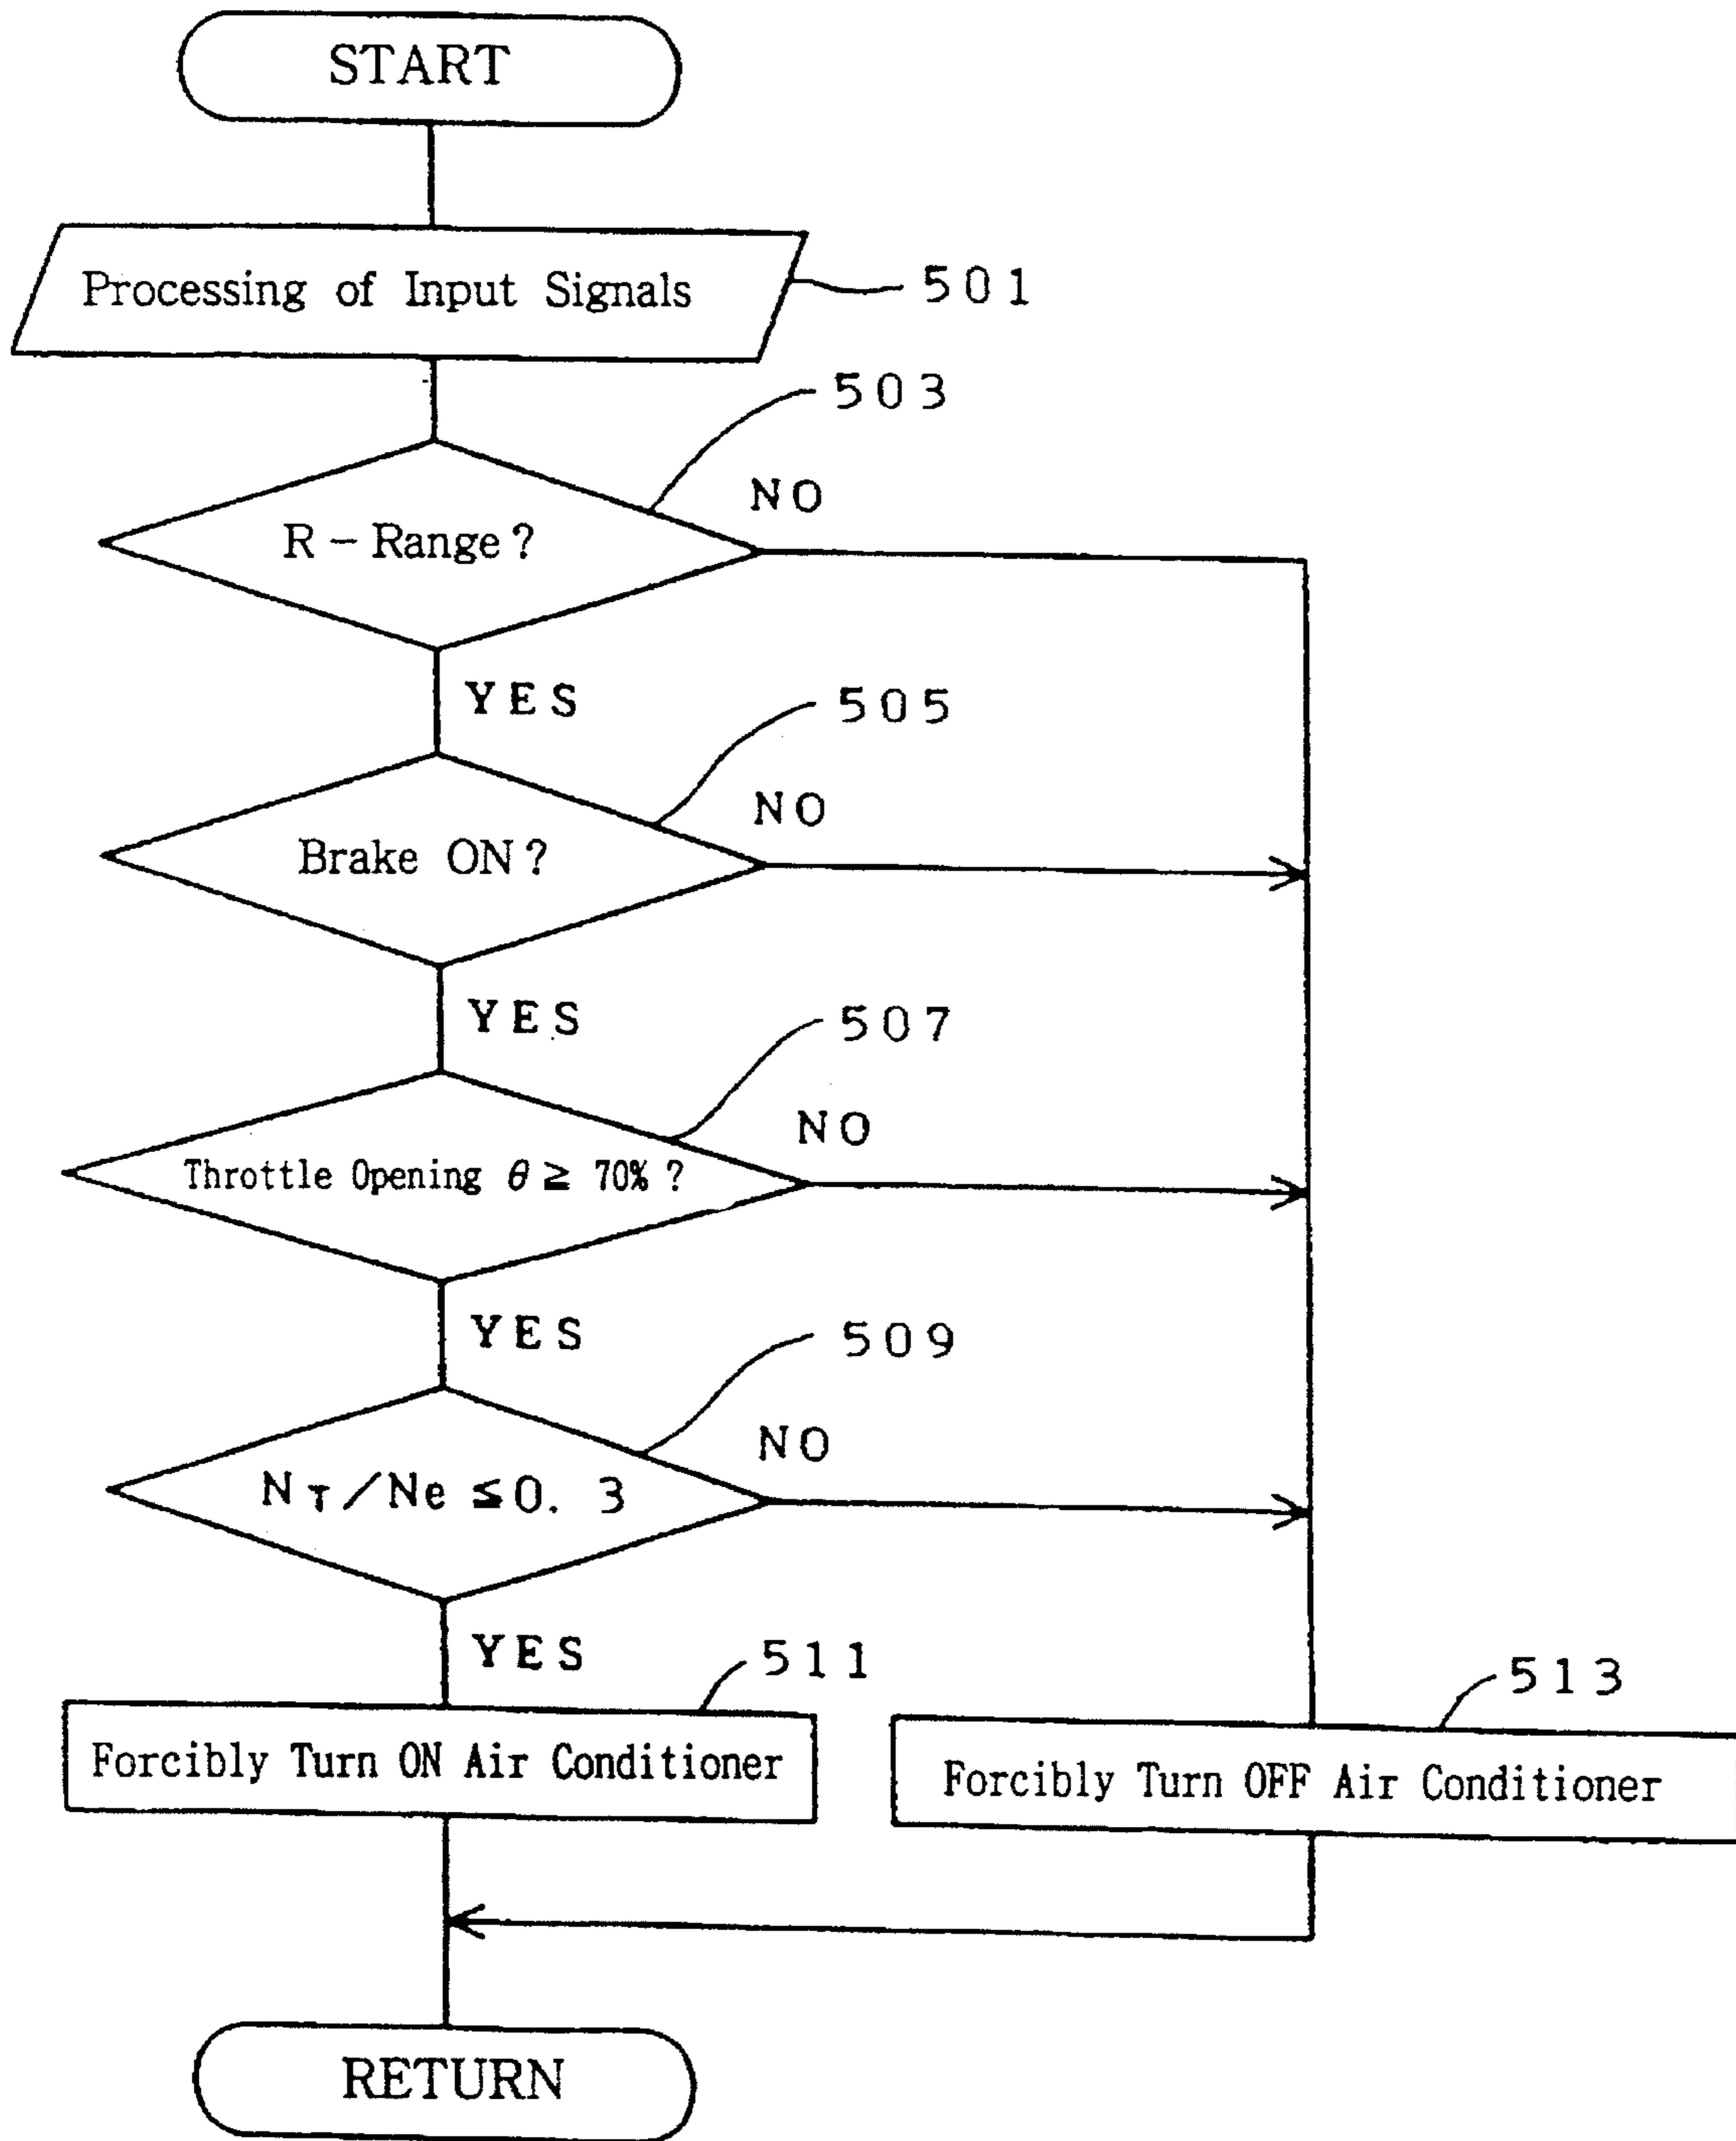 START
Processing of Input Signals
501
503
NO
R－Range?
YES
505
NO
Brake ON?
YES
507
NO
Throttle Opening θ ≧ 70% ?
YES
509
NO
NT/Ne ≦0. 3
YES
511
513
Forcibly Turn ON Air Conditioner
Forcibly Turn OFF Air Conditioner
RETURN